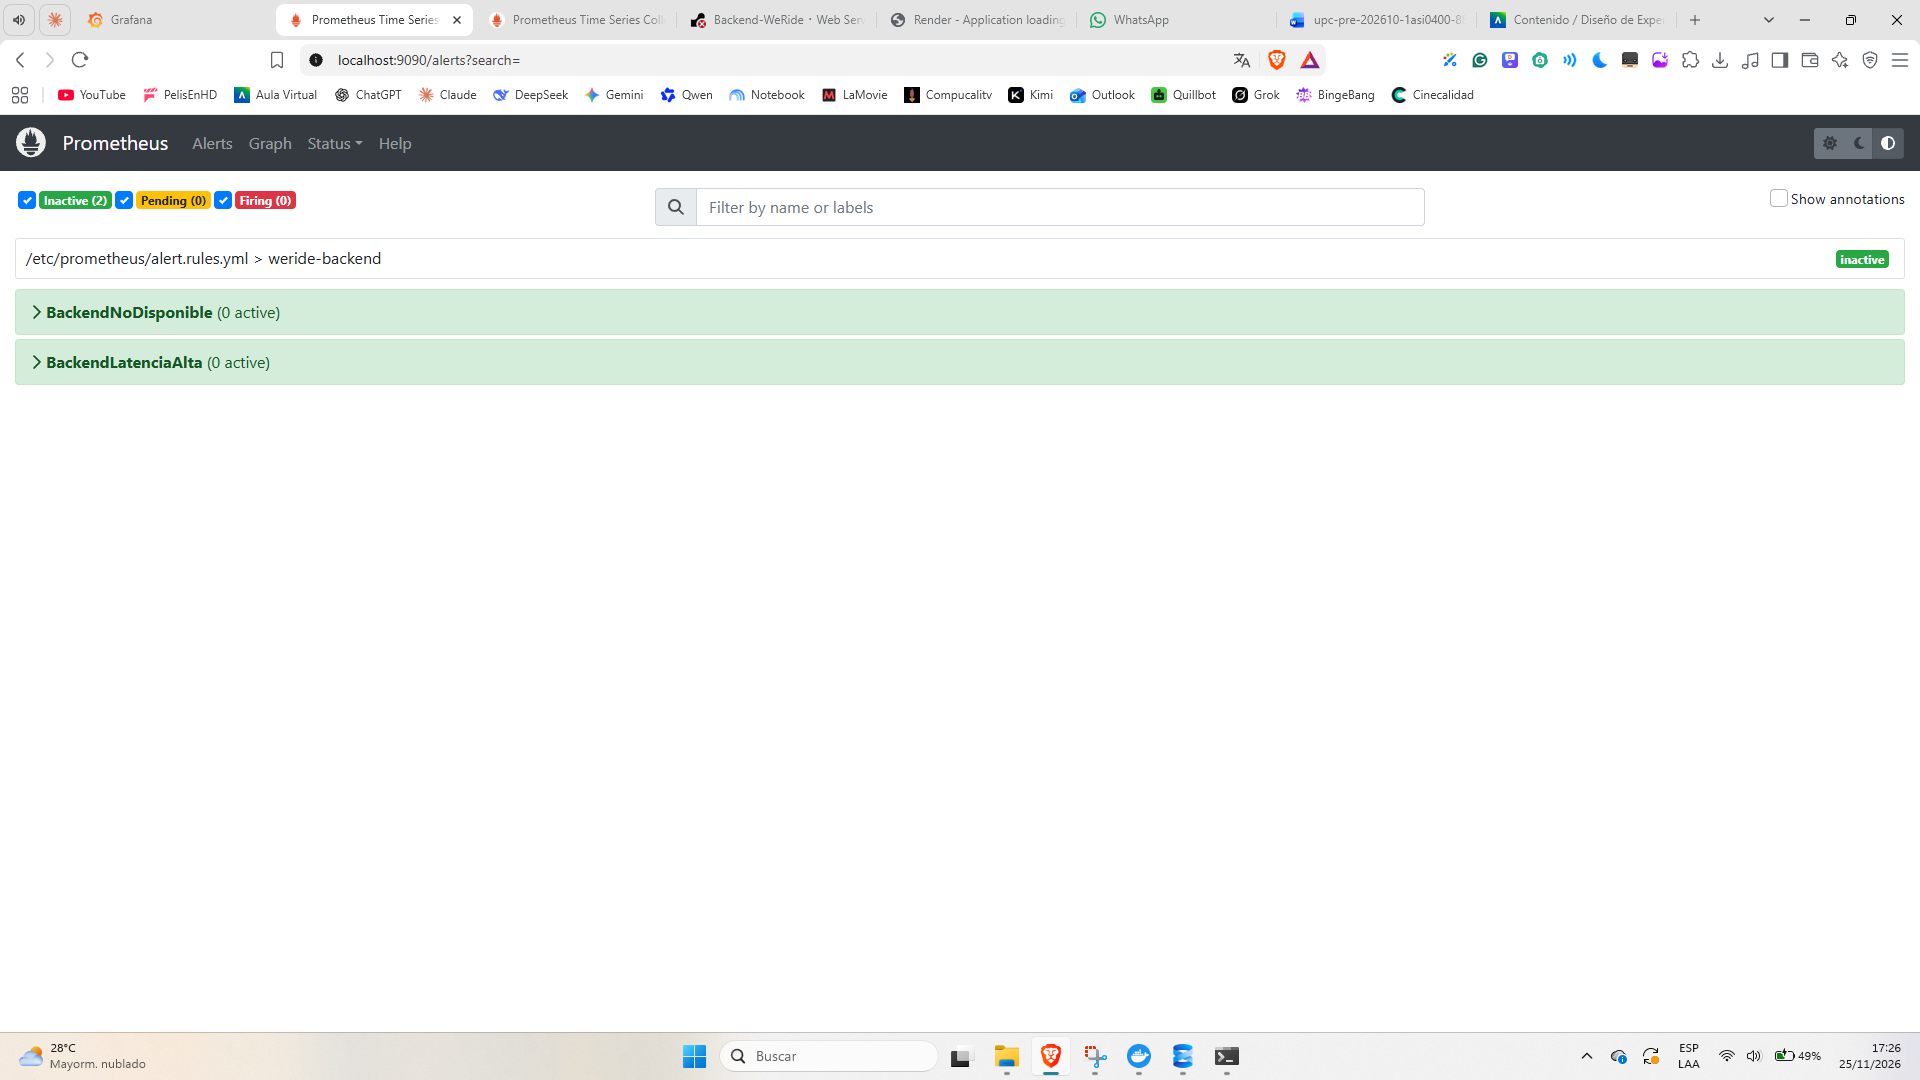 Grafana
Prometheus Time Series
Prometheus Time Series Coll
Backend-WeRide · Web Serv
Render - Application loading
WhatsApp
upc-pre-202610-1asi0400-8
Contenido / Diseño de Expe
localhost:9090/alerts?search=
YouTube
PelisEnHD
Aula Virtual
ChatGPT
Claude
DeepSeek
Gemini
Qwen
Notebook
LaMovie
Compucalitv
Kimi
Outlook
Quillbot
Grok
BingeBang
Cinecalidad
Prometheus
Alerts
Graph
Status
Help
Inactive (2)
Pending (0)
Firing (0)
Filter by name or labels
Show annotations
/etc/prometheus/alert.rules.yml > weride-backend
inactive
BackendNoDisponible (0 active)
BackendLatenciaAlta (0 active)
28°C
Mayorm. nublado
Buscar
ESP
LAA
49%
17:26
25/11/2026